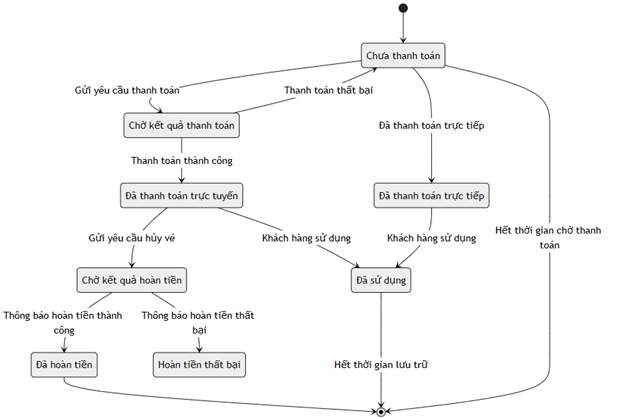 Chưa thanh toán
Gửi yêu cầu thanh toán
Thanh toán thất bại
Chờ kết quả thanh toán
Đã thanh toán trực tiếp
Thanh toán thành công
Đã thanh toán trực tuyến
Đã thanh toán trực tiếp
Hết thời gian chờ thanh
toán
Gửi yêu cầu hủy vé
Khách hàng sử dụng
Khách hàng sử dụng
Chờ kết quả hoàn tiền
Đã sử dụng
Thông báo hoàn tiền thành
công
Thông báo hoàn tiền thất
bại
Đã hoàn tiền
Hoàn tiền thất bại
Hết thời gian lưu trữ